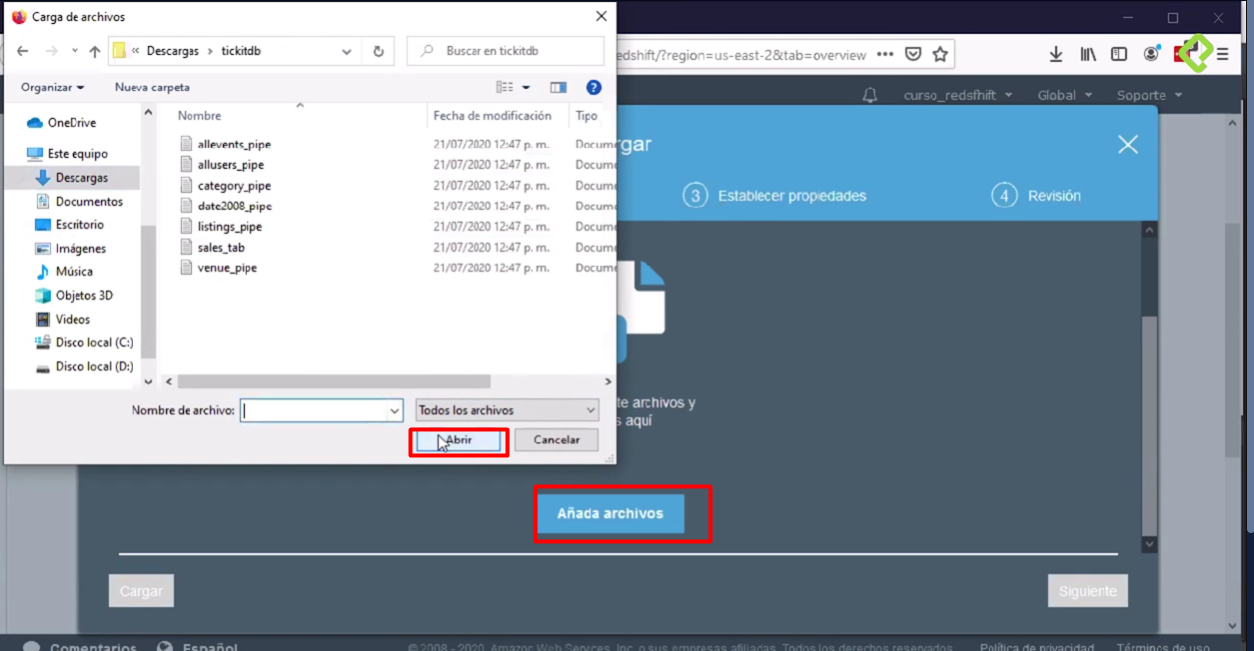 Carga de archivos
Descargas › tickitdb
Buscar en tickitdb
edshift/?region=us-east-2&tab=overview
Organizar
Nueva carpeta
curso_redsfhift
Global
Soporte
OneDrive
Este equipo
Descargas
Documentos
Escritorio
Imágenes
Música
Objetos 3D
Videos
Disco local (C:)
Disco local (D:)
Nombre Fecha de modificación Tipo
allevents_pipe 21/07/2020 12:47 p. m. Docum
allusers_pipe 21/07/2020 12:47 p. m. Docum
category_pipe 21/07/2020 12:47 p. m. Docum
date2008_pipe 21/07/2020 12:47 p. m. Docum
listings_pipe 21/07/2020 12:47 p. m. Docum
sales_tab 21/07/2020 12:47 p. m. Docum
venue_pipe 21/07/2020 12:47 p. m. Docum
Nombre de archivo:
Todos los archivos
Abrir
Cancelar
gar
3 Establecer propiedades
4 Revisión
te archivos y
s aquí
Añada archivos
Cargar
Siguiente
Comentarios
Español
© 2008 - 2020, Amazon Web Services, Inc. o sus empresas afiliadas. Todos los derechos reservados.
Política de privacidad
Términos de uso